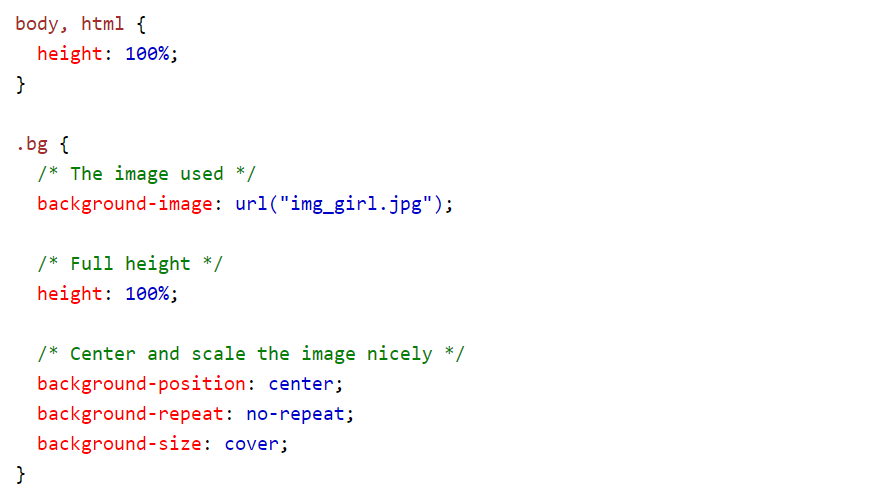 body, html {
  height: 100%;
}

.bg {
  /* The image used */
  background-image: url("img_girl.jpg");

  /* Full height */
  height: 100%;

  /* Center and scale the image nicely */
  background-position: center;
  background-repeat: no-repeat;
  background-size: cover;
}